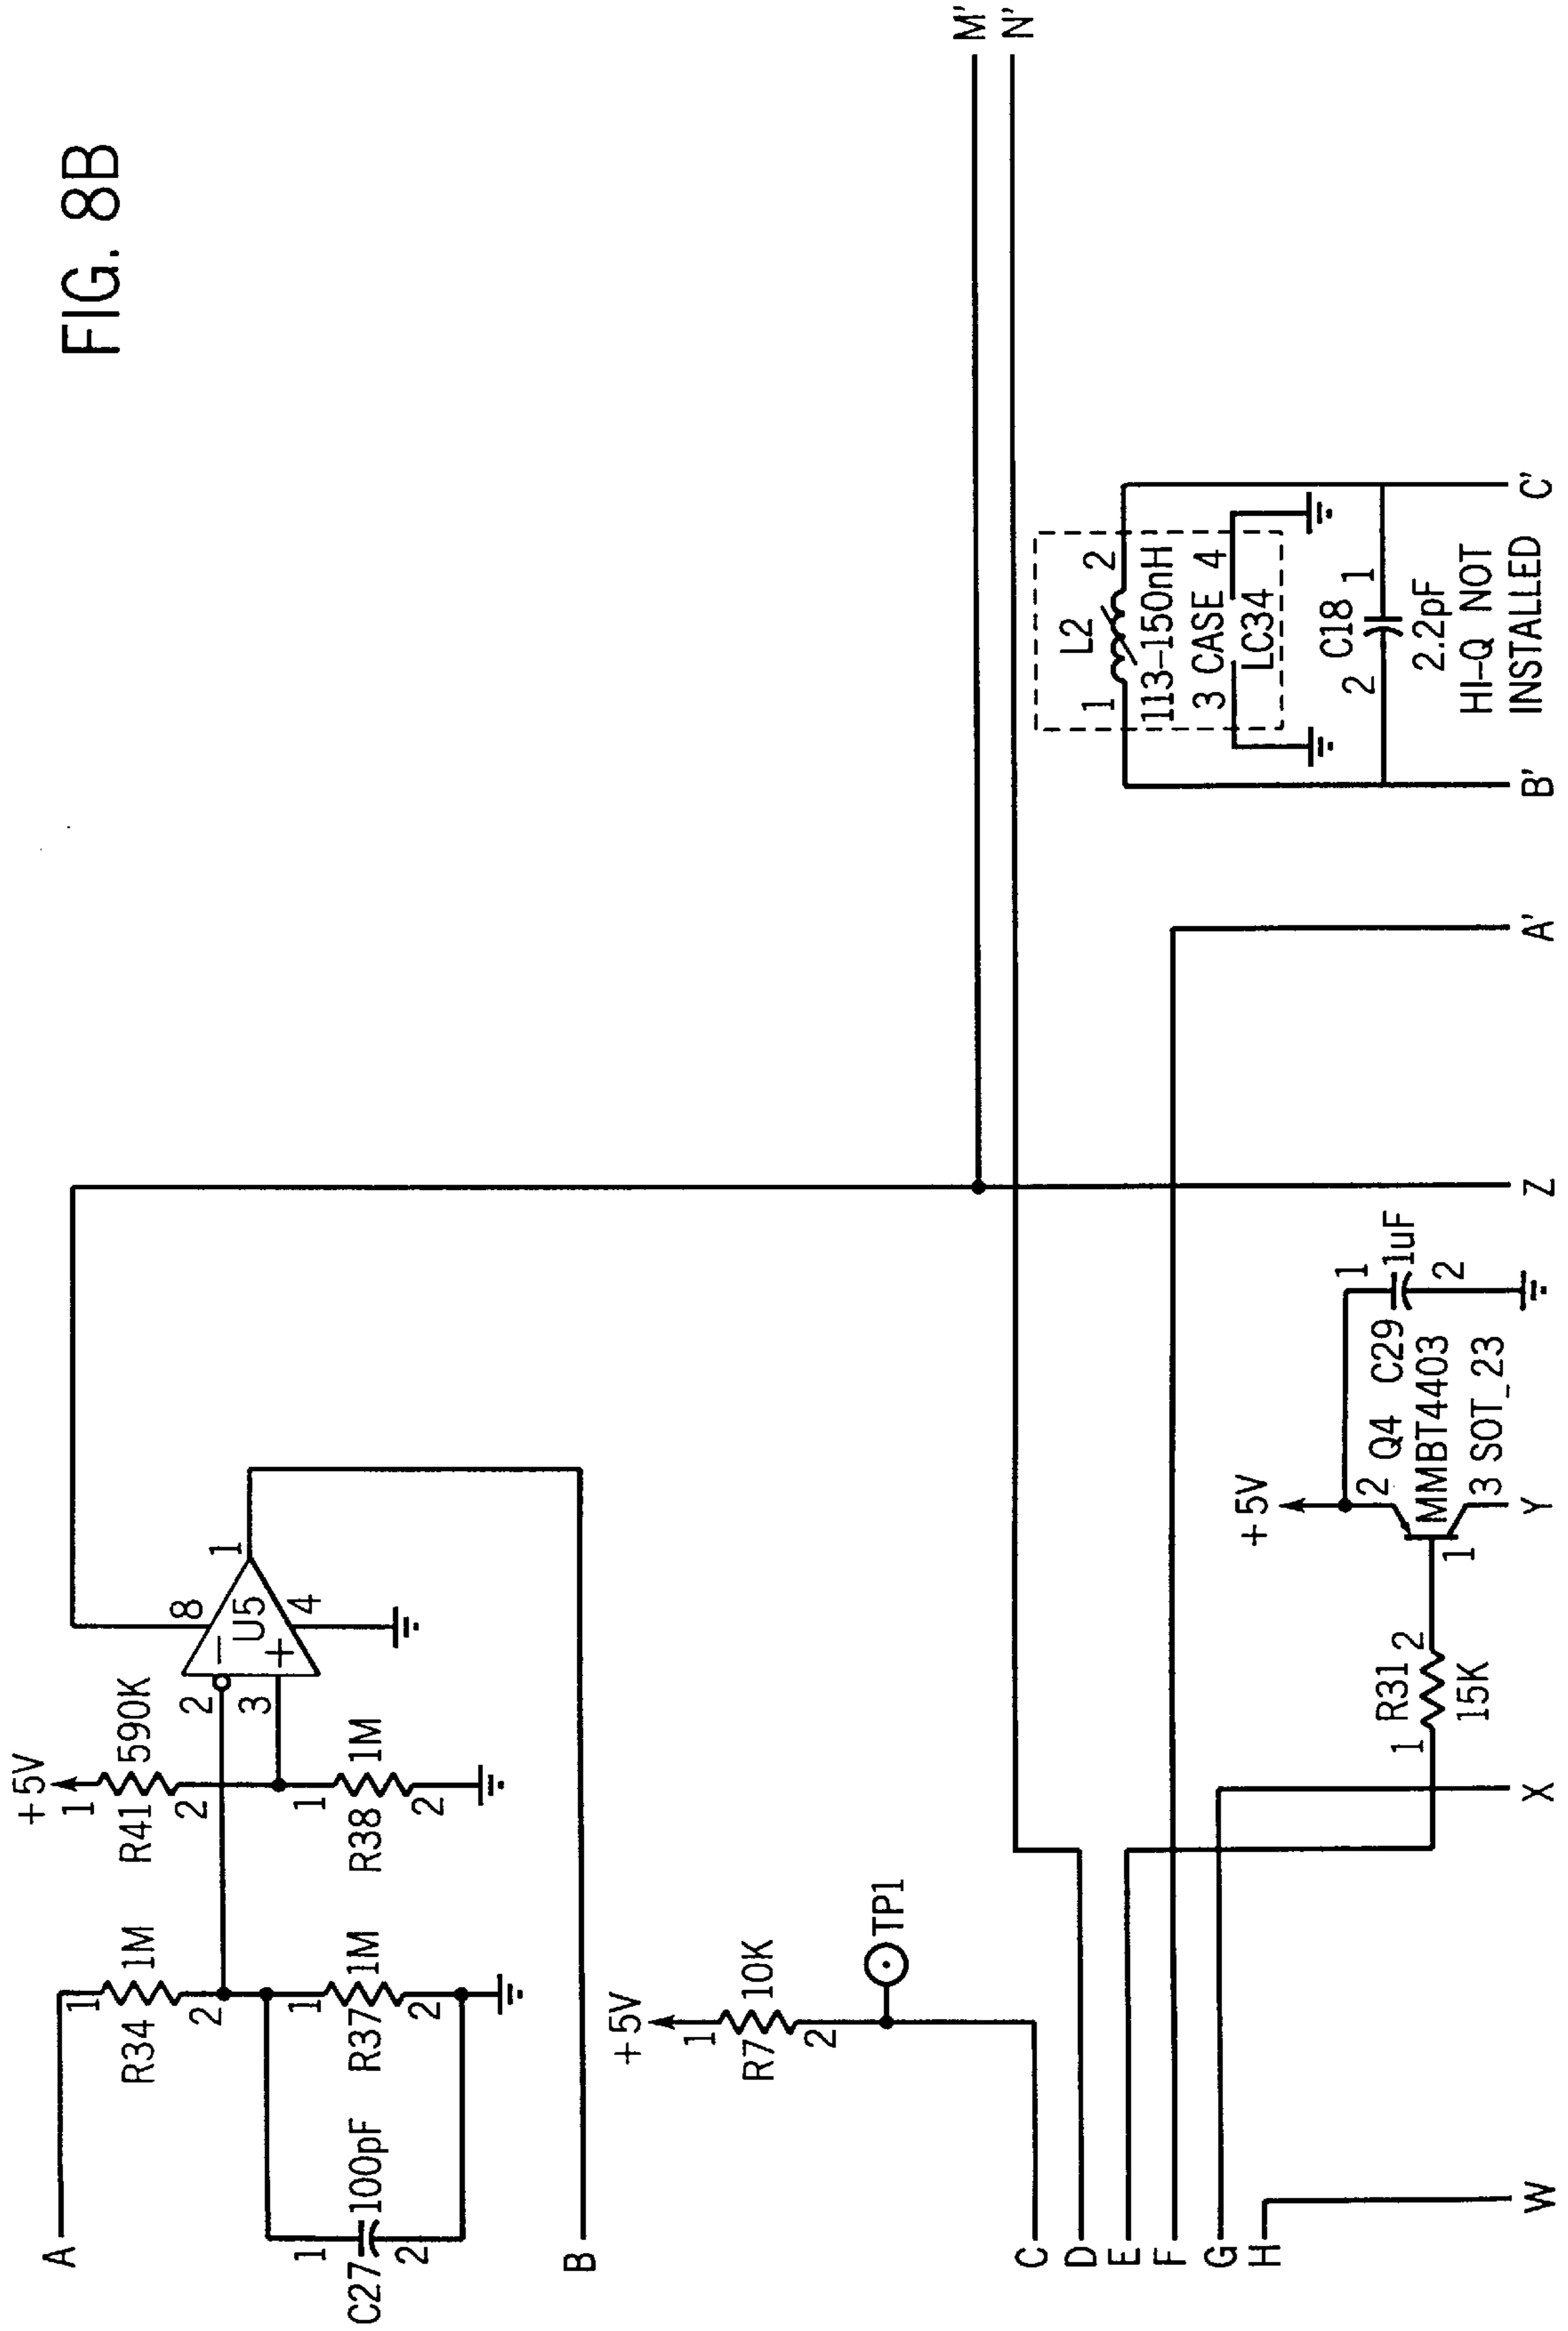 FIG. 8B
A
1
R34 1M
2
+5V
1
R41 590K
2
2
3
−
+
U5
8
4
1
1
R37 1M
2
1
R38 1M
2
1
C27 100pF
2
B
+5V
1
R7 10K
2
TP1
M'
N'
C
D
E
F
G
H
L2
1
2
113–150nH
3 CASE 4
LC34
C18
2
1
2.2pF
HI–Q NOT
INSTALLED
+5V
2 Q4
MMBT4403
3 SOT_23
1
C29 1uF
1
2
R31
1
2
15K
W
X
Y
Z
A'
B'
C'